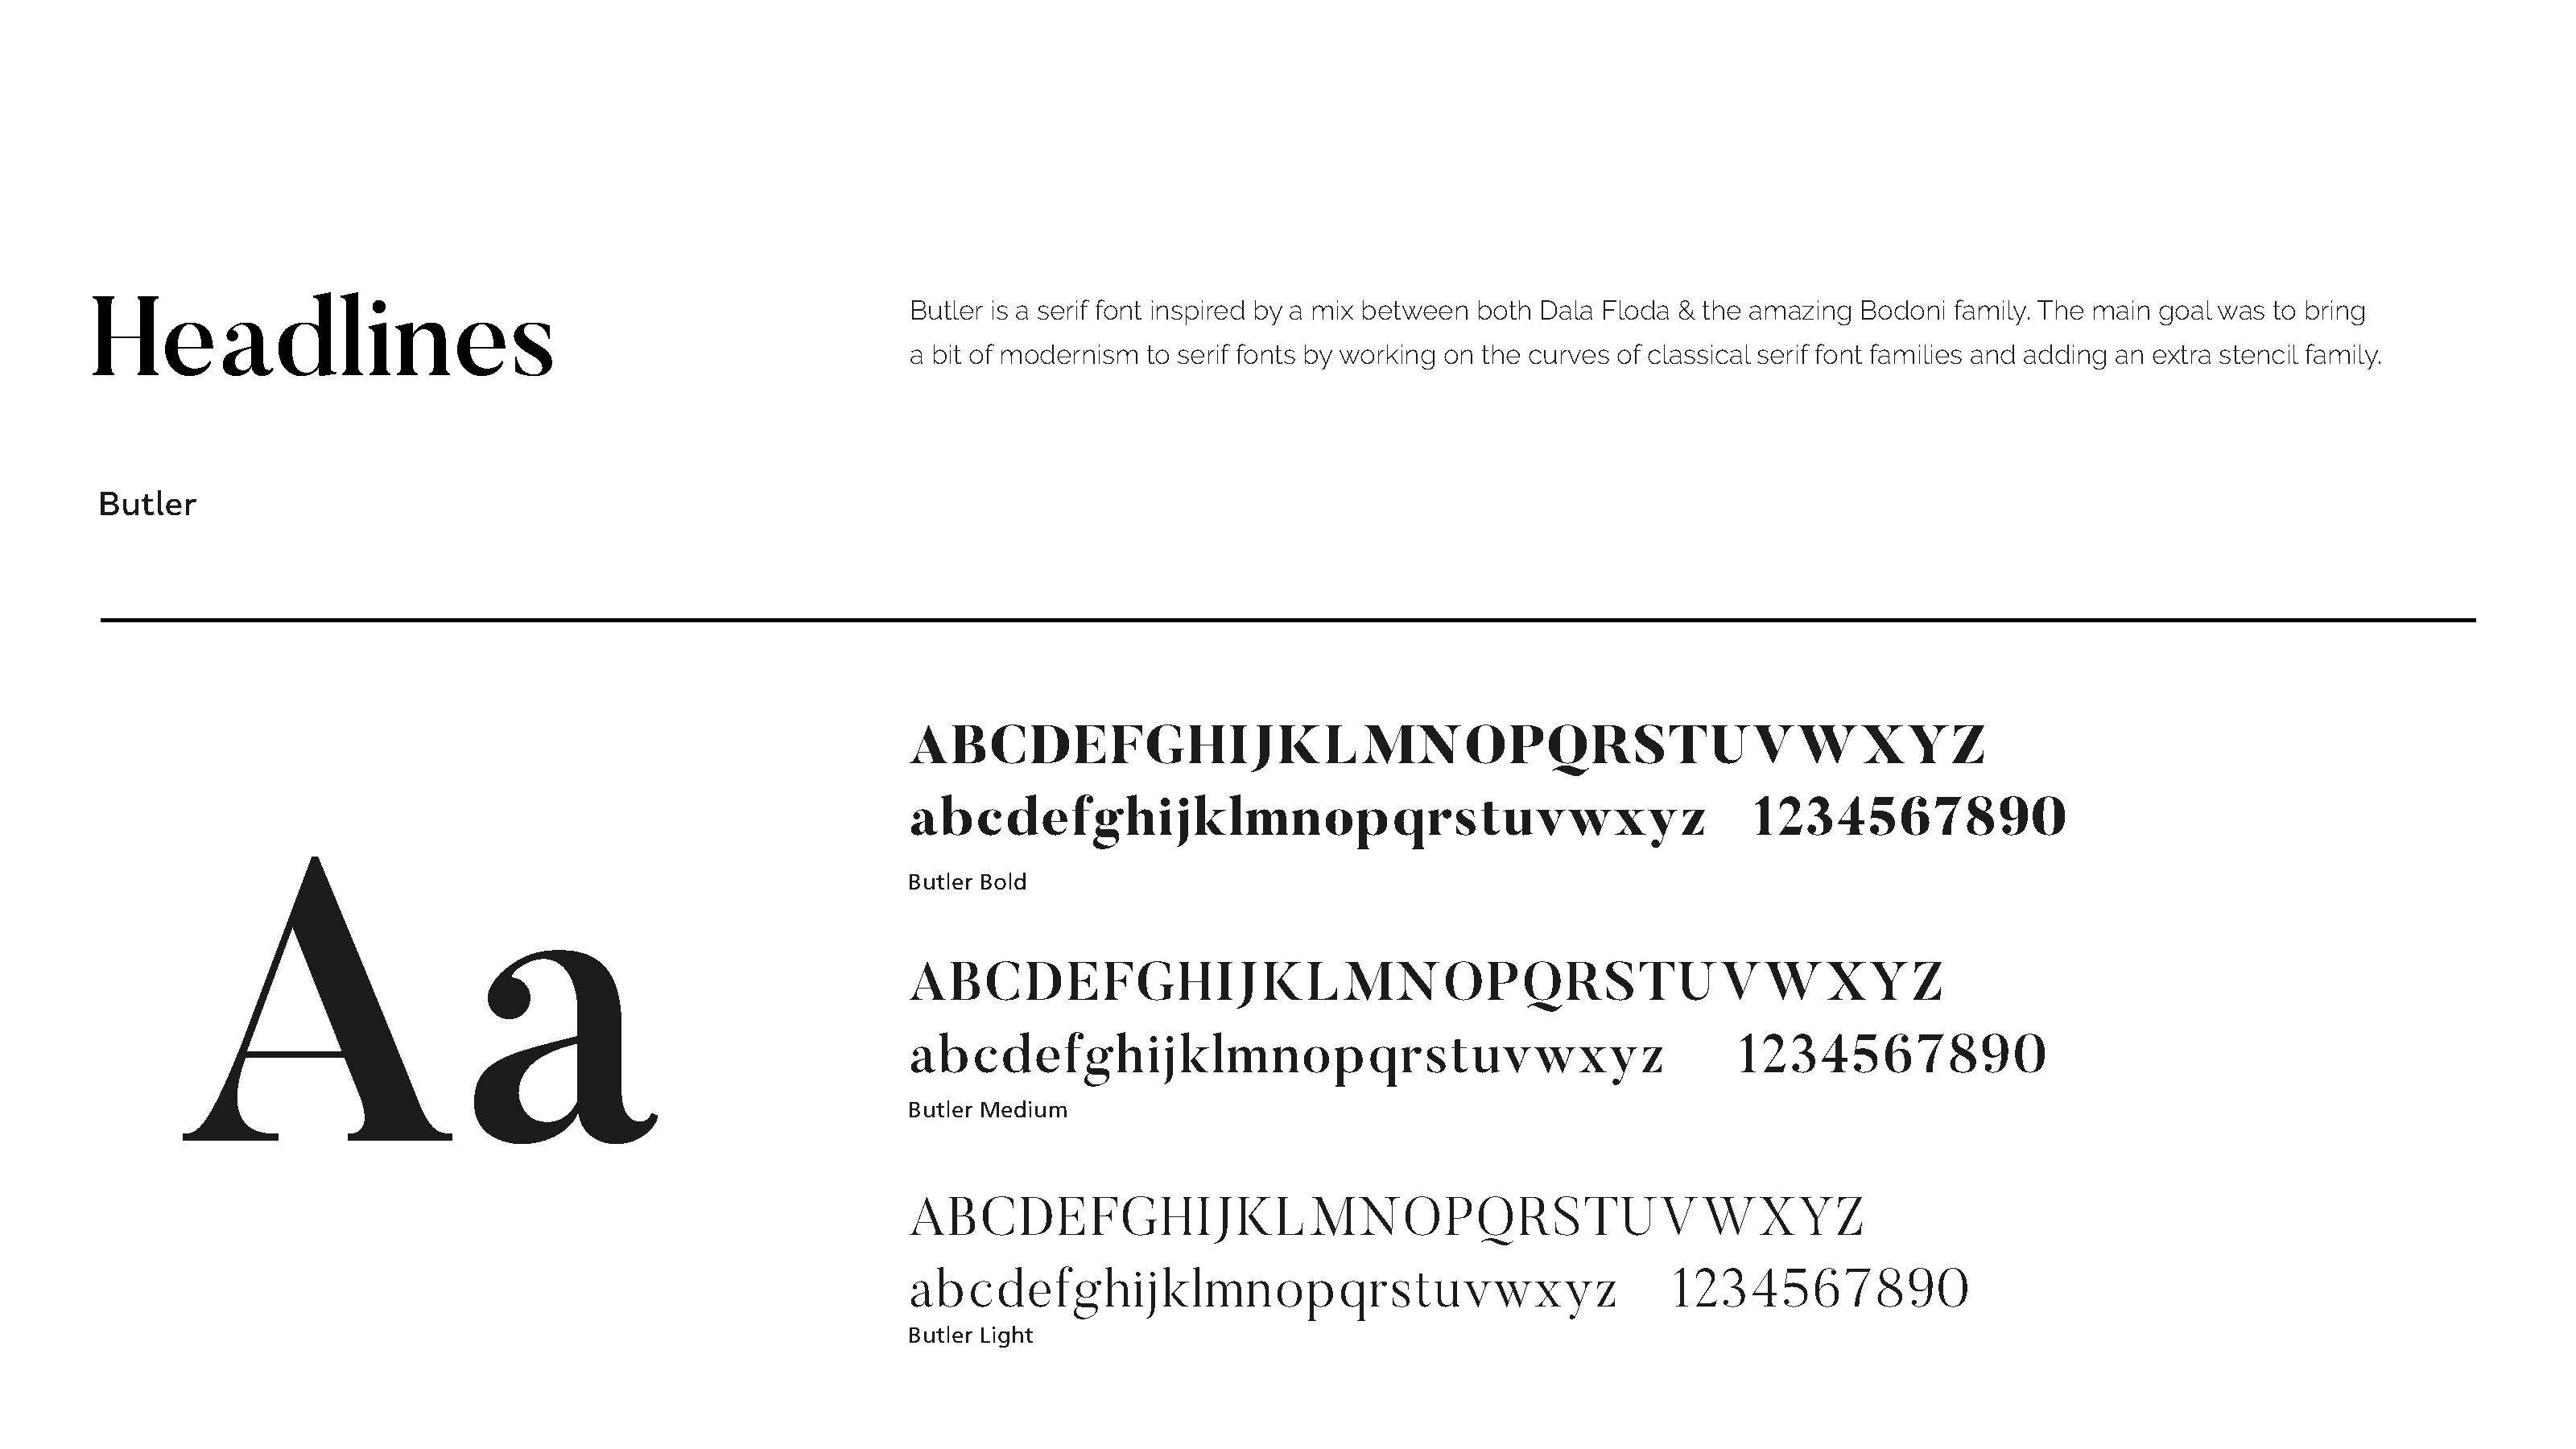 Headlines
Butler is a serif font inspired by a mix between both Dala Floda & the amazing Bodoni family. The main goal was to bring
a bit of modernism to serif fonts by working on the curves of classical serif font families and adding an extra stencil family.
Butler
Aa
ABCDEFGHIJKLMNOPQRSTUVWXYZ
abcdefghijklmnopqrstuvwxyz 1234567890
Butler Bold
ABCDEFGHIJKLMNOPQRSTUVWXYZ
abcdefghijklmnopqrstuvwxyz 1234567890
Butler Medium
ABCDEFGHIJKLMNOPQRSTUVWXYZ
abcdefghijklmnopqrstuvwxyz 1234567890
Butler Light